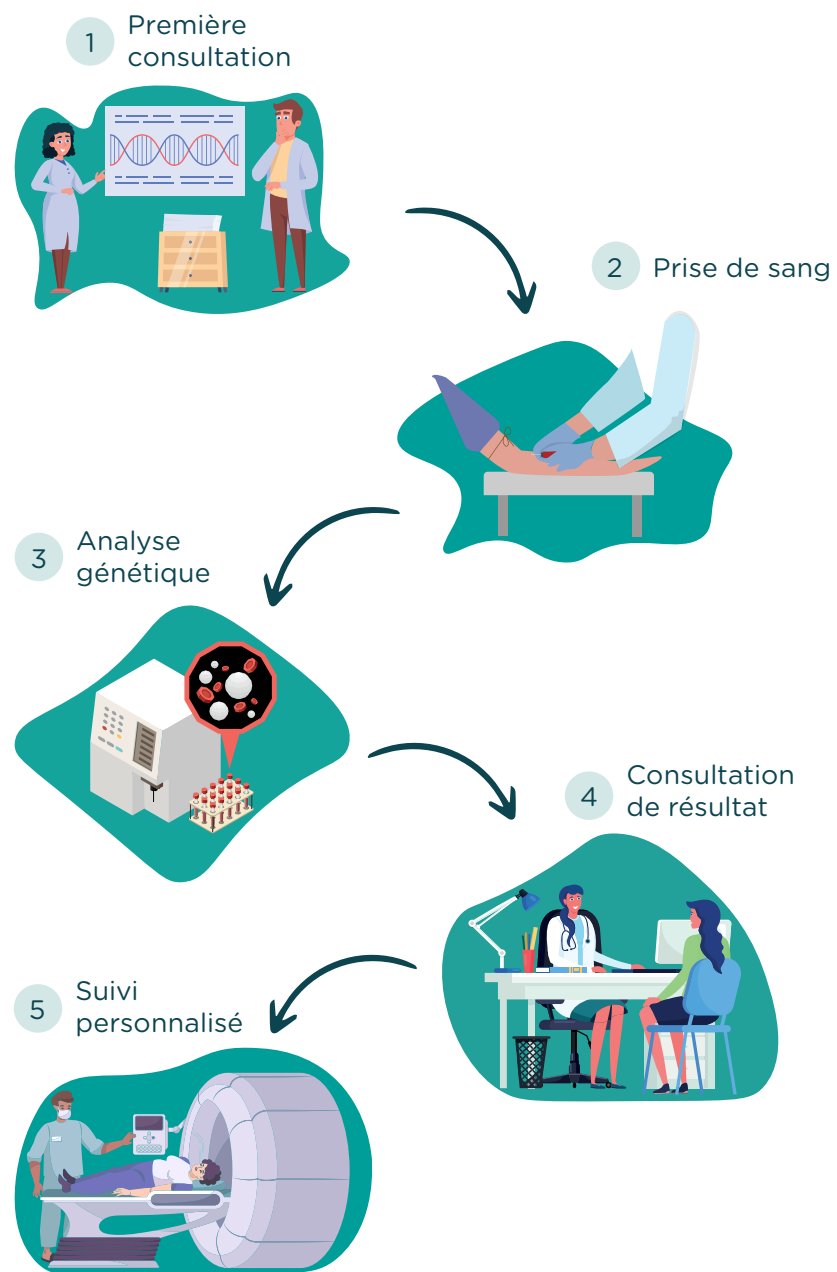 1
Première
consultation
2
Prise de sang
3
Analyse
génétique
4
Consultation
de résultat
5
Suivi
personnalisé